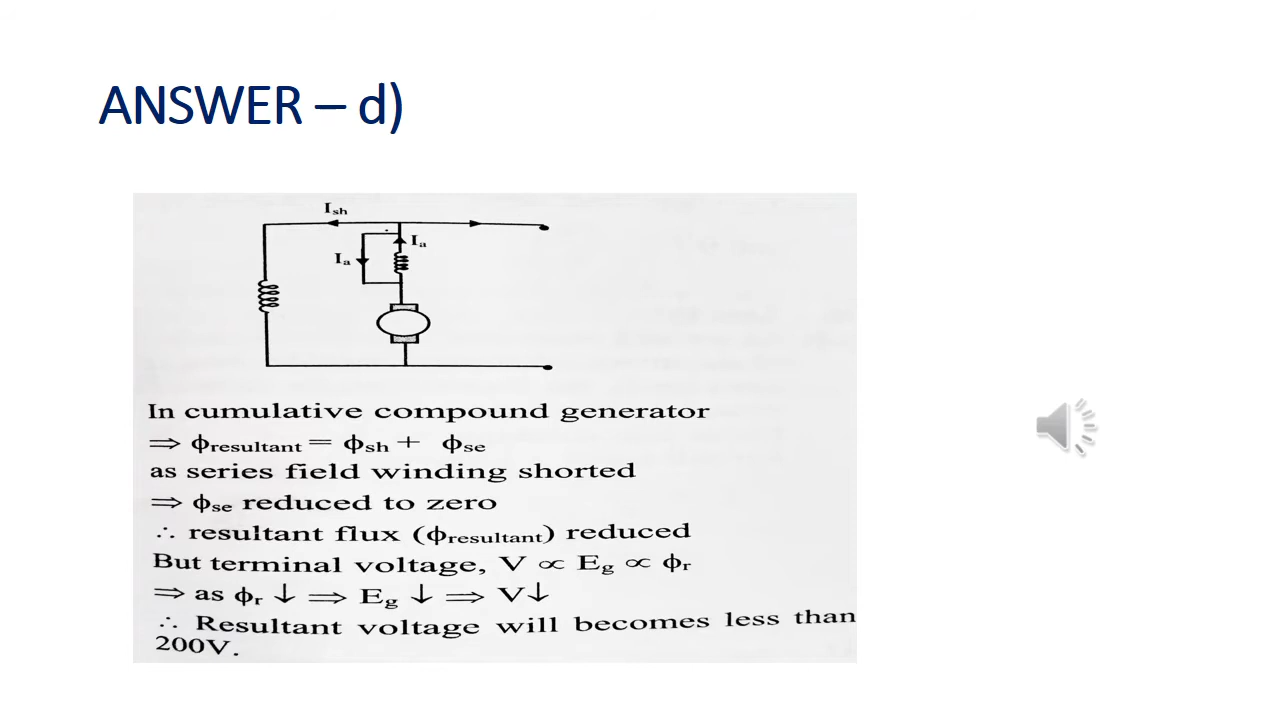 ANSWER – d)
Ish
Ia
Ia
In cumulative compound generator
⇒ ϕresultant = ϕsh + ϕse
as series field winding shorted
⇒ ϕse reduced to zero
∴ resultant flux (ϕresultant) reduced
But terminal voltage, V ∝ Eg ∝ ϕr
⇒ as ϕr ↓ ⇒ Eg ↓ ⇒ V↓
∴ Resultant voltage will becomes less than
200V.